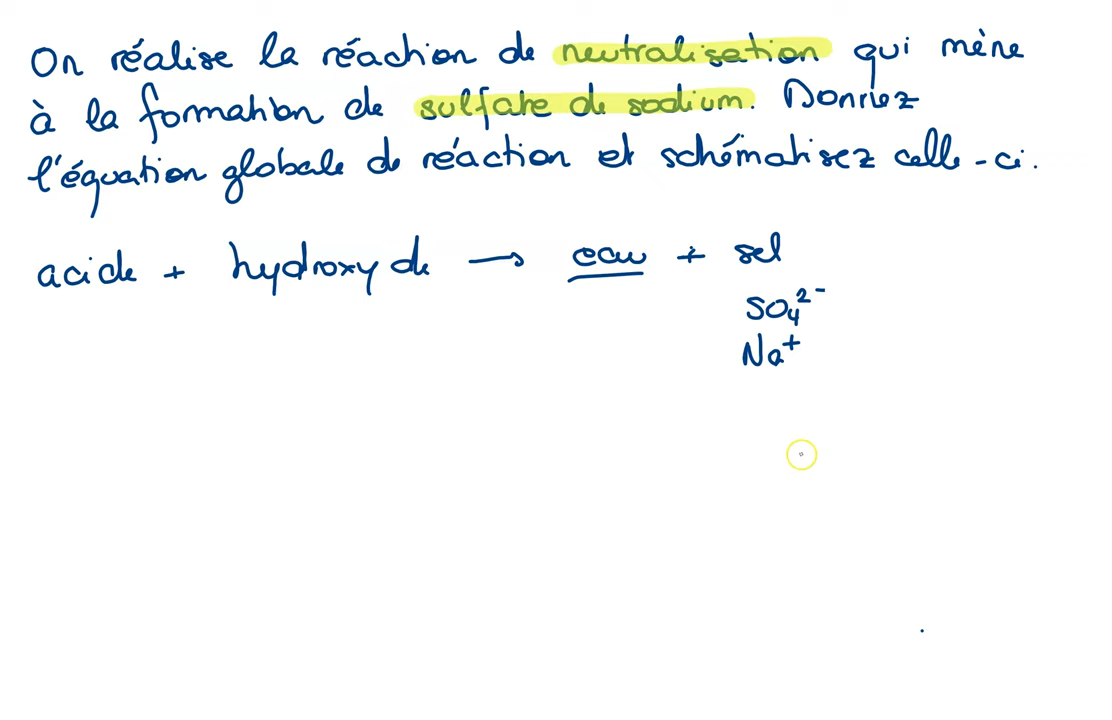 On réalise la réaction de neutralisation qui mène
à la formation de sulfate de sodium. Donnez
l'équation globale de réaction et schématisez celle-ci.
acide + hydroxyde → eau + sel
SO₄²⁻
Na⁺